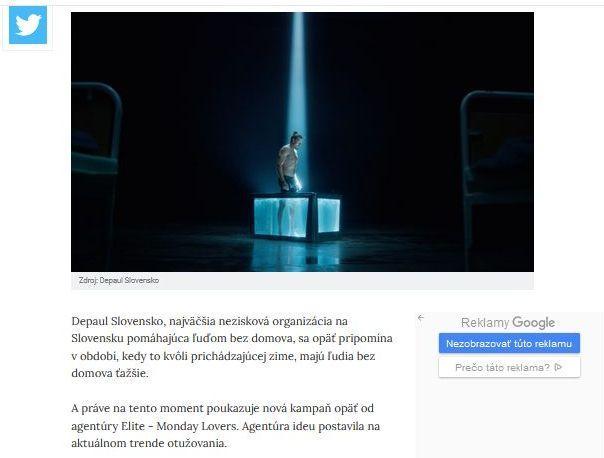 Zdroj: Depaul Slovensko
Depaul Slovensko, najväčšia nezisková organizácia na
Slovensku pomáhajúca ľuďom bez domova, sa opäť pripomína
v období, kedy to kvôli prichádzajúcej zime, majú ľudia bez
domova ťažšie.
A práve na tento moment poukazuje nová kampaň opäť od
agentúry Elite - Monday Lovers. Agentúra ideu postavila na
aktuálnom trende otužovania.
Reklamy Google
Nezobrazovať túto reklamu
Prečo táto reklama?